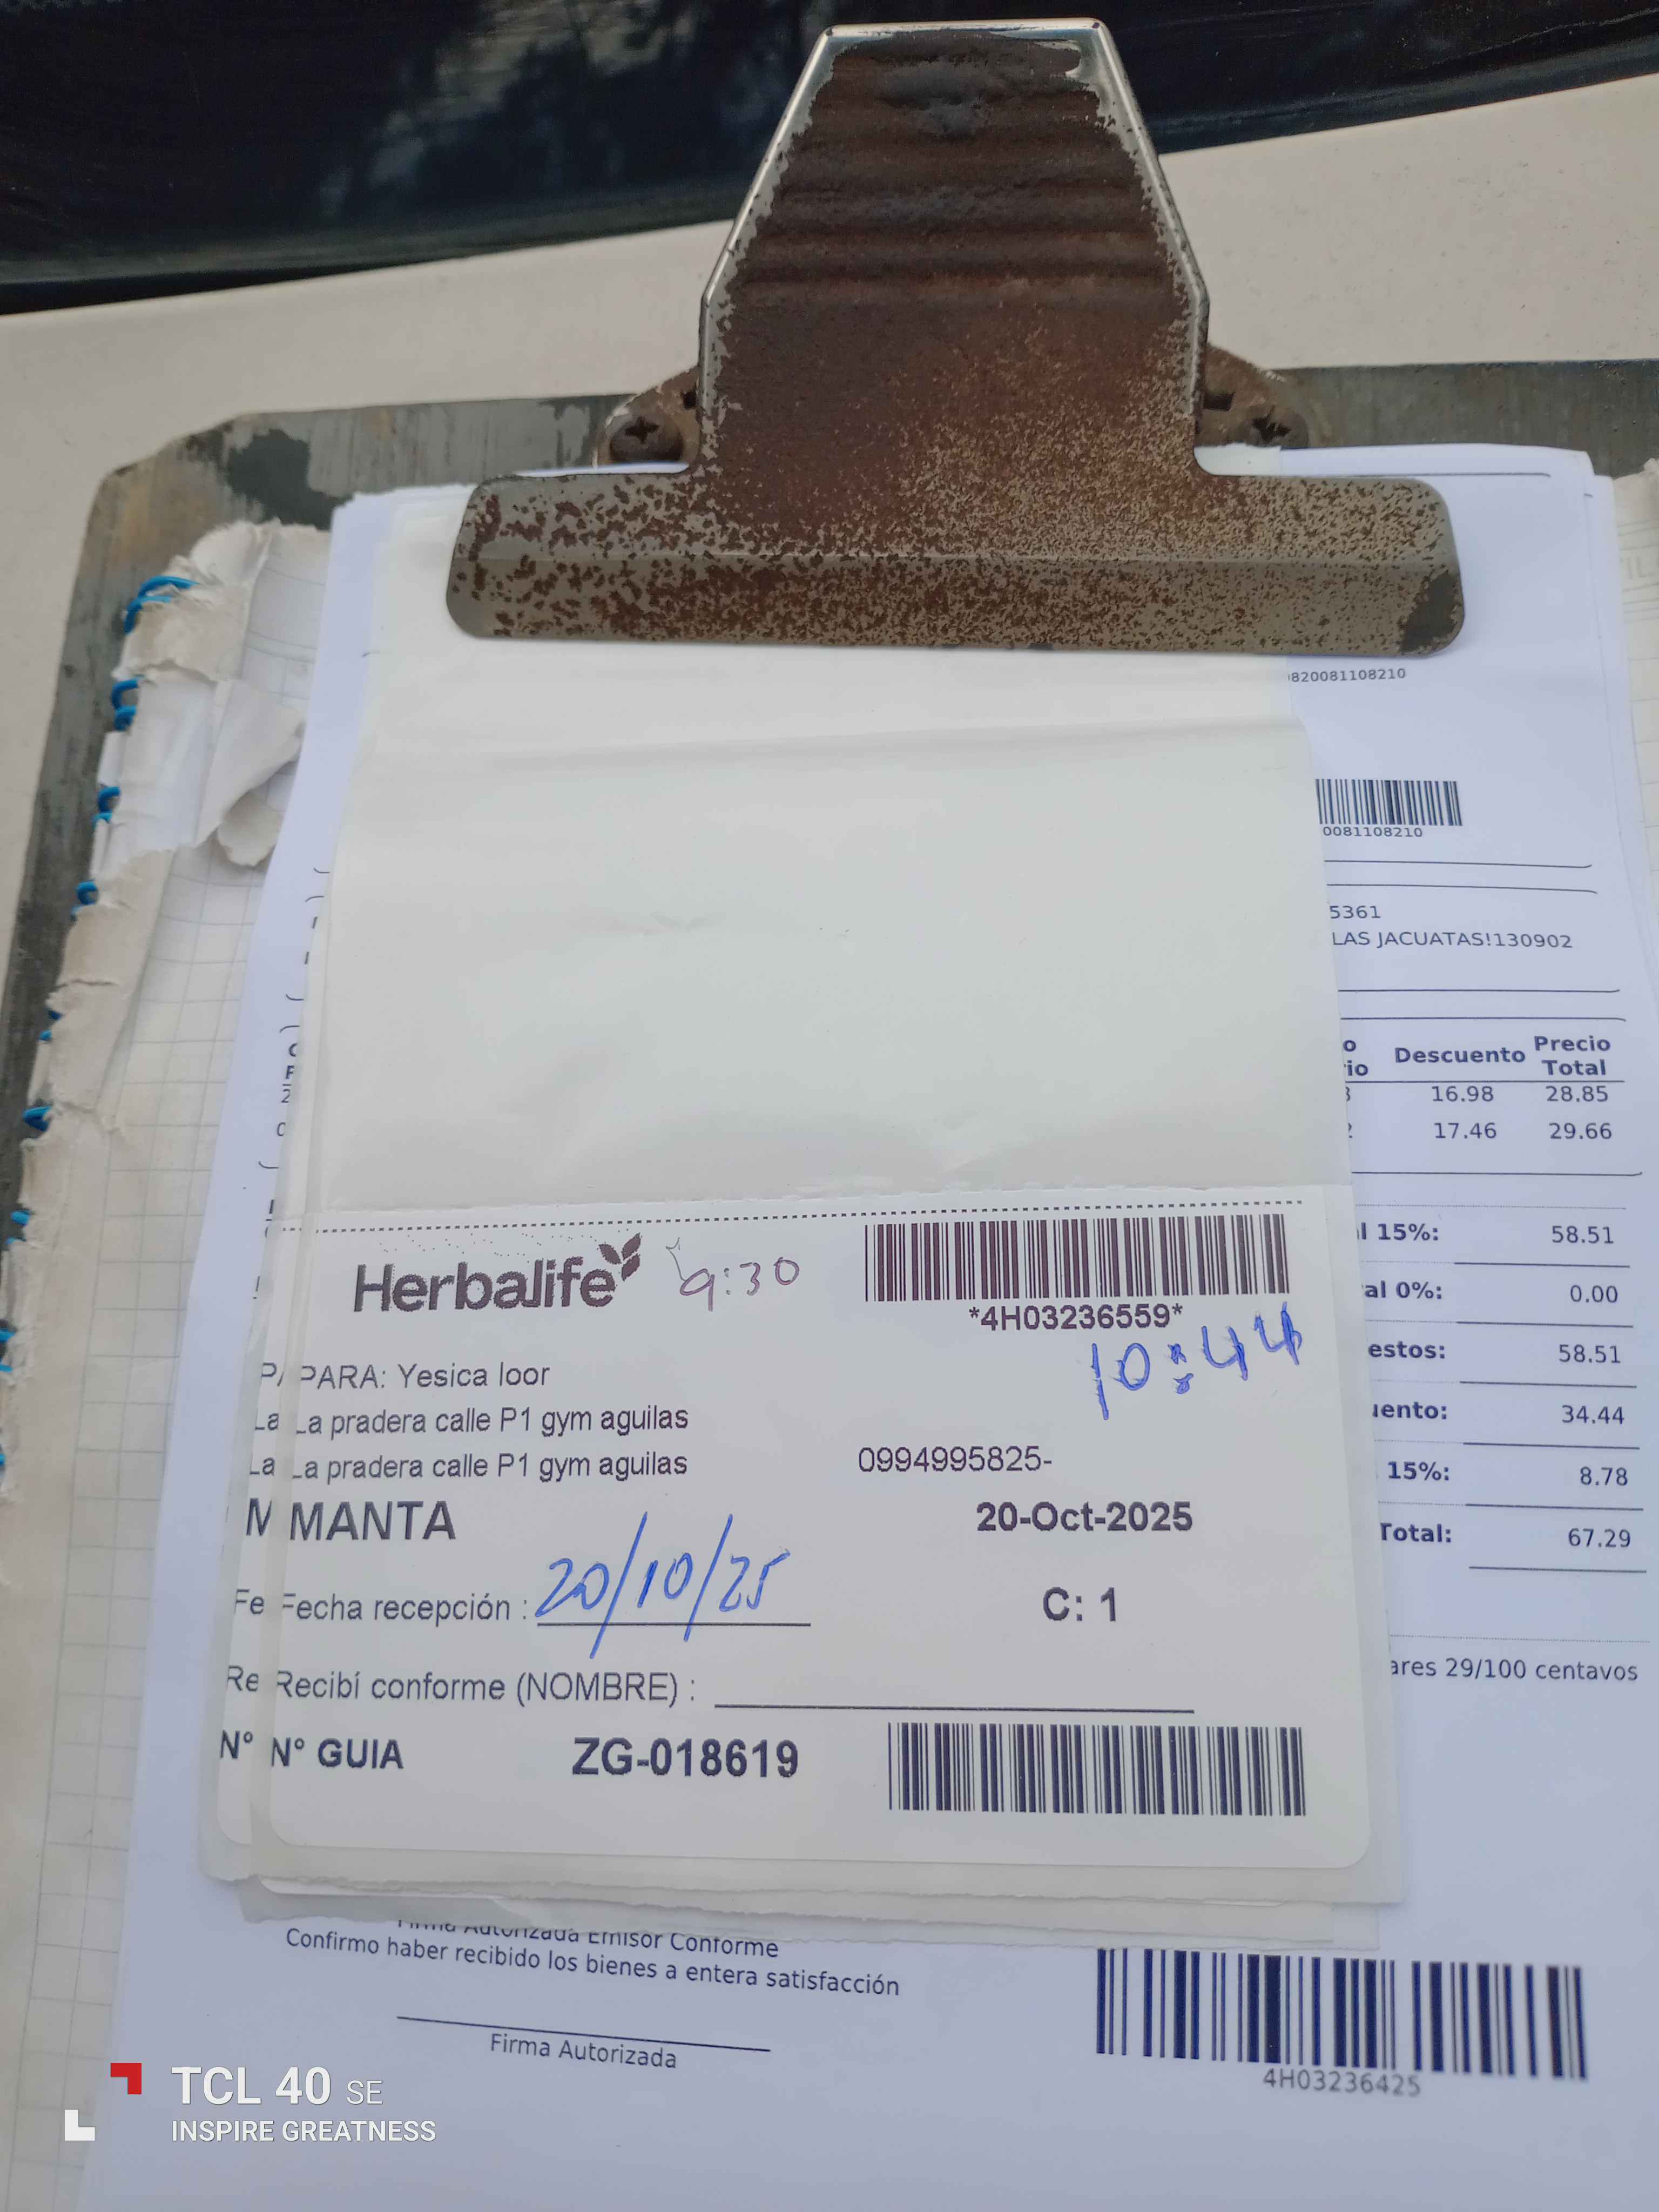 820081108210
0081108210
5361
LAS JACUATAS!130902
Descuento Precio Total
16.98 28.85
17.46 29.66
15%: 58.51
0%: 0.00
58.51
34.44
15%: 8.78
Total: 67.29
29/100 centavos
Herbalife 9:30
*4H03236559*
10:44
PARA: Yesica loor
La pradera calle P1 gym aguilas
La pradera calle P1 gym aguilas 0994995825-
MANTA 20-Oct-2025
Fecha recepción : 20/10/25 C: 1
Recibí conforme (NOMBRE) :
N° GUIA ZG-018619
Firma Autorizada Emisor Conforme
Confirmo haber recibido los bienes a entera satisfacción
Firma Autorizada
4H03236425
TCL 40 SE
INSPIRE GREATNESS